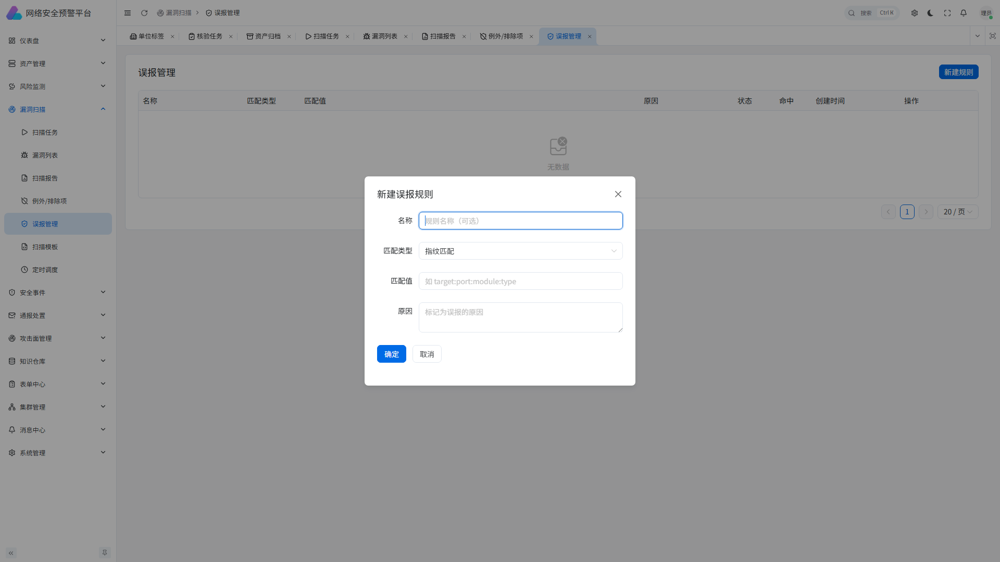 网络安全预警平台
漏洞扫描
误报管理
搜索 Ctrl K
理员
单位标签
核验任务
资产归档
扫描任务
漏洞列表
扫描报告
例外/排除项
误报管理
仪表盘
资产管理
风险监测
漏洞扫描
扫描任务
漏洞列表
扫描报告
例外/排除项
误报管理
扫描模板
定时调度
安全事件
通报处置
攻击面管理
知识仓库
表单中心
集群管理
消息中心
系统管理
误报管理
新建规则
名称 匹配类型 匹配值 原因 状态 命中 创建时间 操作
无数据
1
20 / 页
新建误报规则
名称 规则名称（可选）
匹配类型 指纹匹配
匹配值 如 target:port:module:type
原因 标记为误报的原因
确定 取消